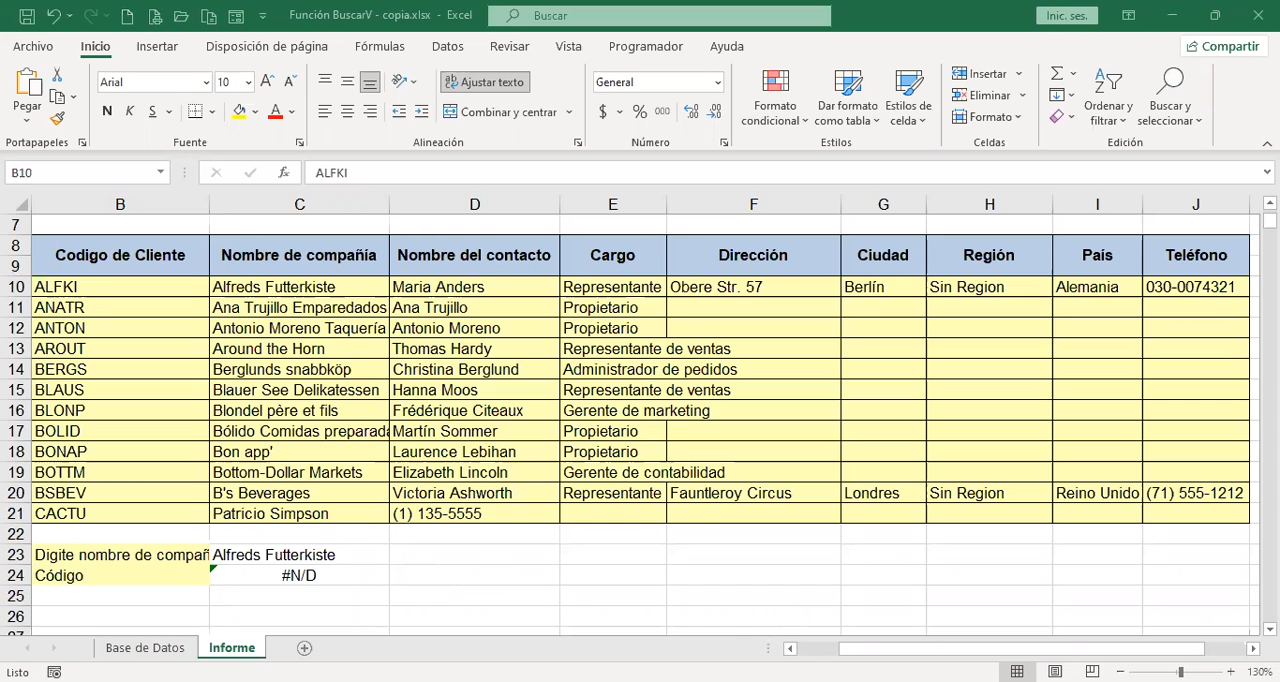 Función BuscarV - copia.xlsx - Excel
Buscar
Inic. ses.
Archivo Inicio Insertar Disposición de página Fórmulas Datos Revisar Vista Programador Ayuda
Compartir
Pegar
Portapapeles
Arial 10 A A
N K S A
Fuente
ab Ajustar texto
Combinar y centrar
Alineación
General
$ % 000
Número
Formato condicional
Dar formato como tabla
Estilos de celda
Estilos
Insertar
Eliminar
Formato
Celdas
Ordenar y filtrar
Buscar y seleccionar
Edición
B10 fx ALFKI
B C D E F G H I J
7
8 Codigo de Cliente Nombre de compañía Nombre del contacto Cargo Dirección Ciudad Región País Teléfono
9
10 ALFKI Alfreds Futterkiste Maria Anders Representante Obere Str. 57 Berlín Sin Region Alemania 030-0074321
11 ANATR Ana Trujillo Emparedados Ana Trujillo Propietario
12 ANTON Antonio Moreno Taquería Antonio Moreno Propietario
13 AROUT Around the Horn Thomas Hardy Representante de ventas
14 BERGS Berglunds snabbköp Christina Berglund Administrador de pedidos
15 BLAUS Blauer See Delikatessen Hanna Moos Representante de ventas
16 BLONP Blondel père et fils Frédérique Citeaux Gerente de marketing
17 BOLID Bólido Comidas preparada Martín Sommer Propietario
18 BONAP Bon app' Laurence Lebihan Propietario
19 BOTTM Bottom-Dollar Markets Elizabeth Lincoln Gerente de contabilidad
20 BSBEV B's Beverages Victoria Ashworth Representante Fauntleroy Circus Londres Sin Region Reino Unido (71) 555-1212
21 CACTU Patricio Simpson (1) 135-5555
22
23 Digite nombre de compañ Alfreds Futterkiste
24 Código #N/D
25
26
Base de Datos Informe
Listo 130%